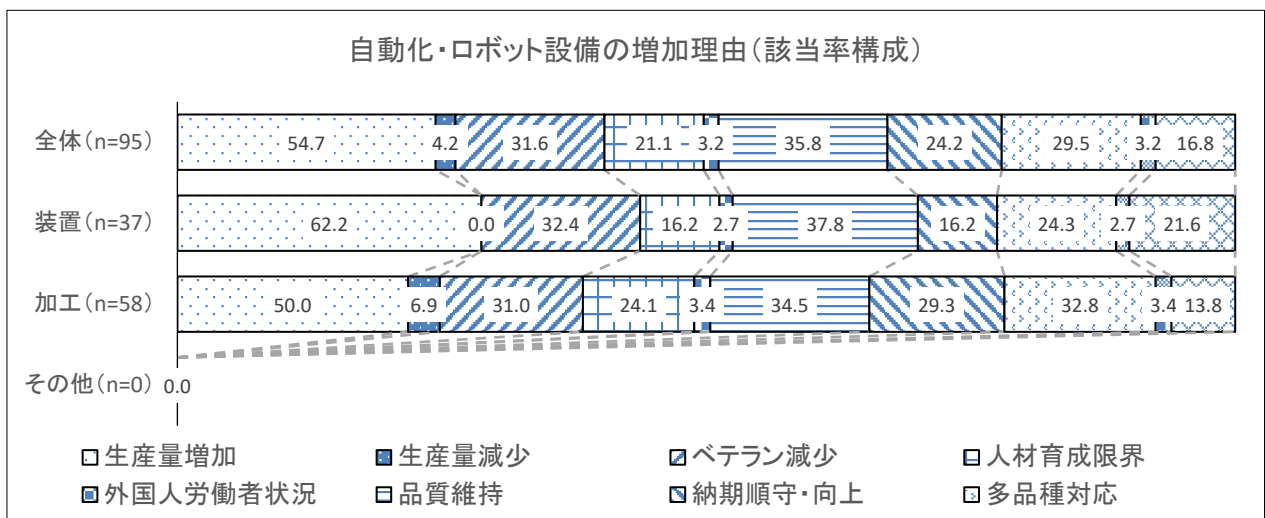 自動化・ロボット設備の増加理由（該当率構成）
全体（n=95） 54.7 4.2 31.6 21.1 3.2 35.8 24.2 29.5 3.2 16.8
装置（n=37） 62.2 0.0 32.4 16.2 2.7 37.8 16.2 24.3 2.7 21.6
加工（n=58） 50.0 6.9 31.0 24.1 3.4 34.5 29.3 32.8 3.4 13.8
その他（n=0） 0.0
生産量増加 生産量減少 ベテラン減少 人材育成限界
外国人労働者状況 品質維持 納期順守・向上 多品種対応